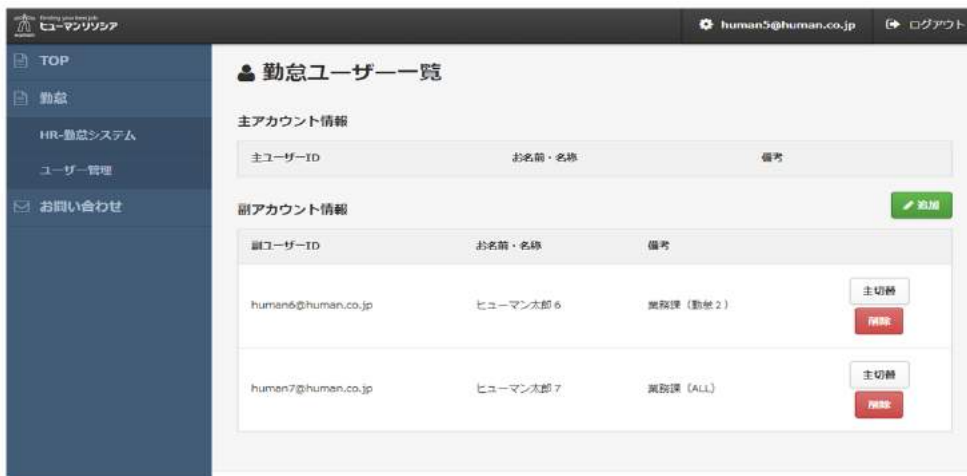 Finding your best job
ヒューマンリソシア
human5@human.co.jp
ログアウト
TOP
勤怠
HR-勤怠システム
ユーザー管理
お問い合わせ
勤怠ユーザー一覧
主アカウント情報
主ユーザーID お名前・名称 備考
副アカウント情報
追加
副ユーザーID お名前・名称 備考
human6@human.co.jp ヒューマン太郎6 業務課（勤怠2） 主切替
削除
human7@human.co.jp ヒューマン太郎7 業務課（ALL） 主切替
削除